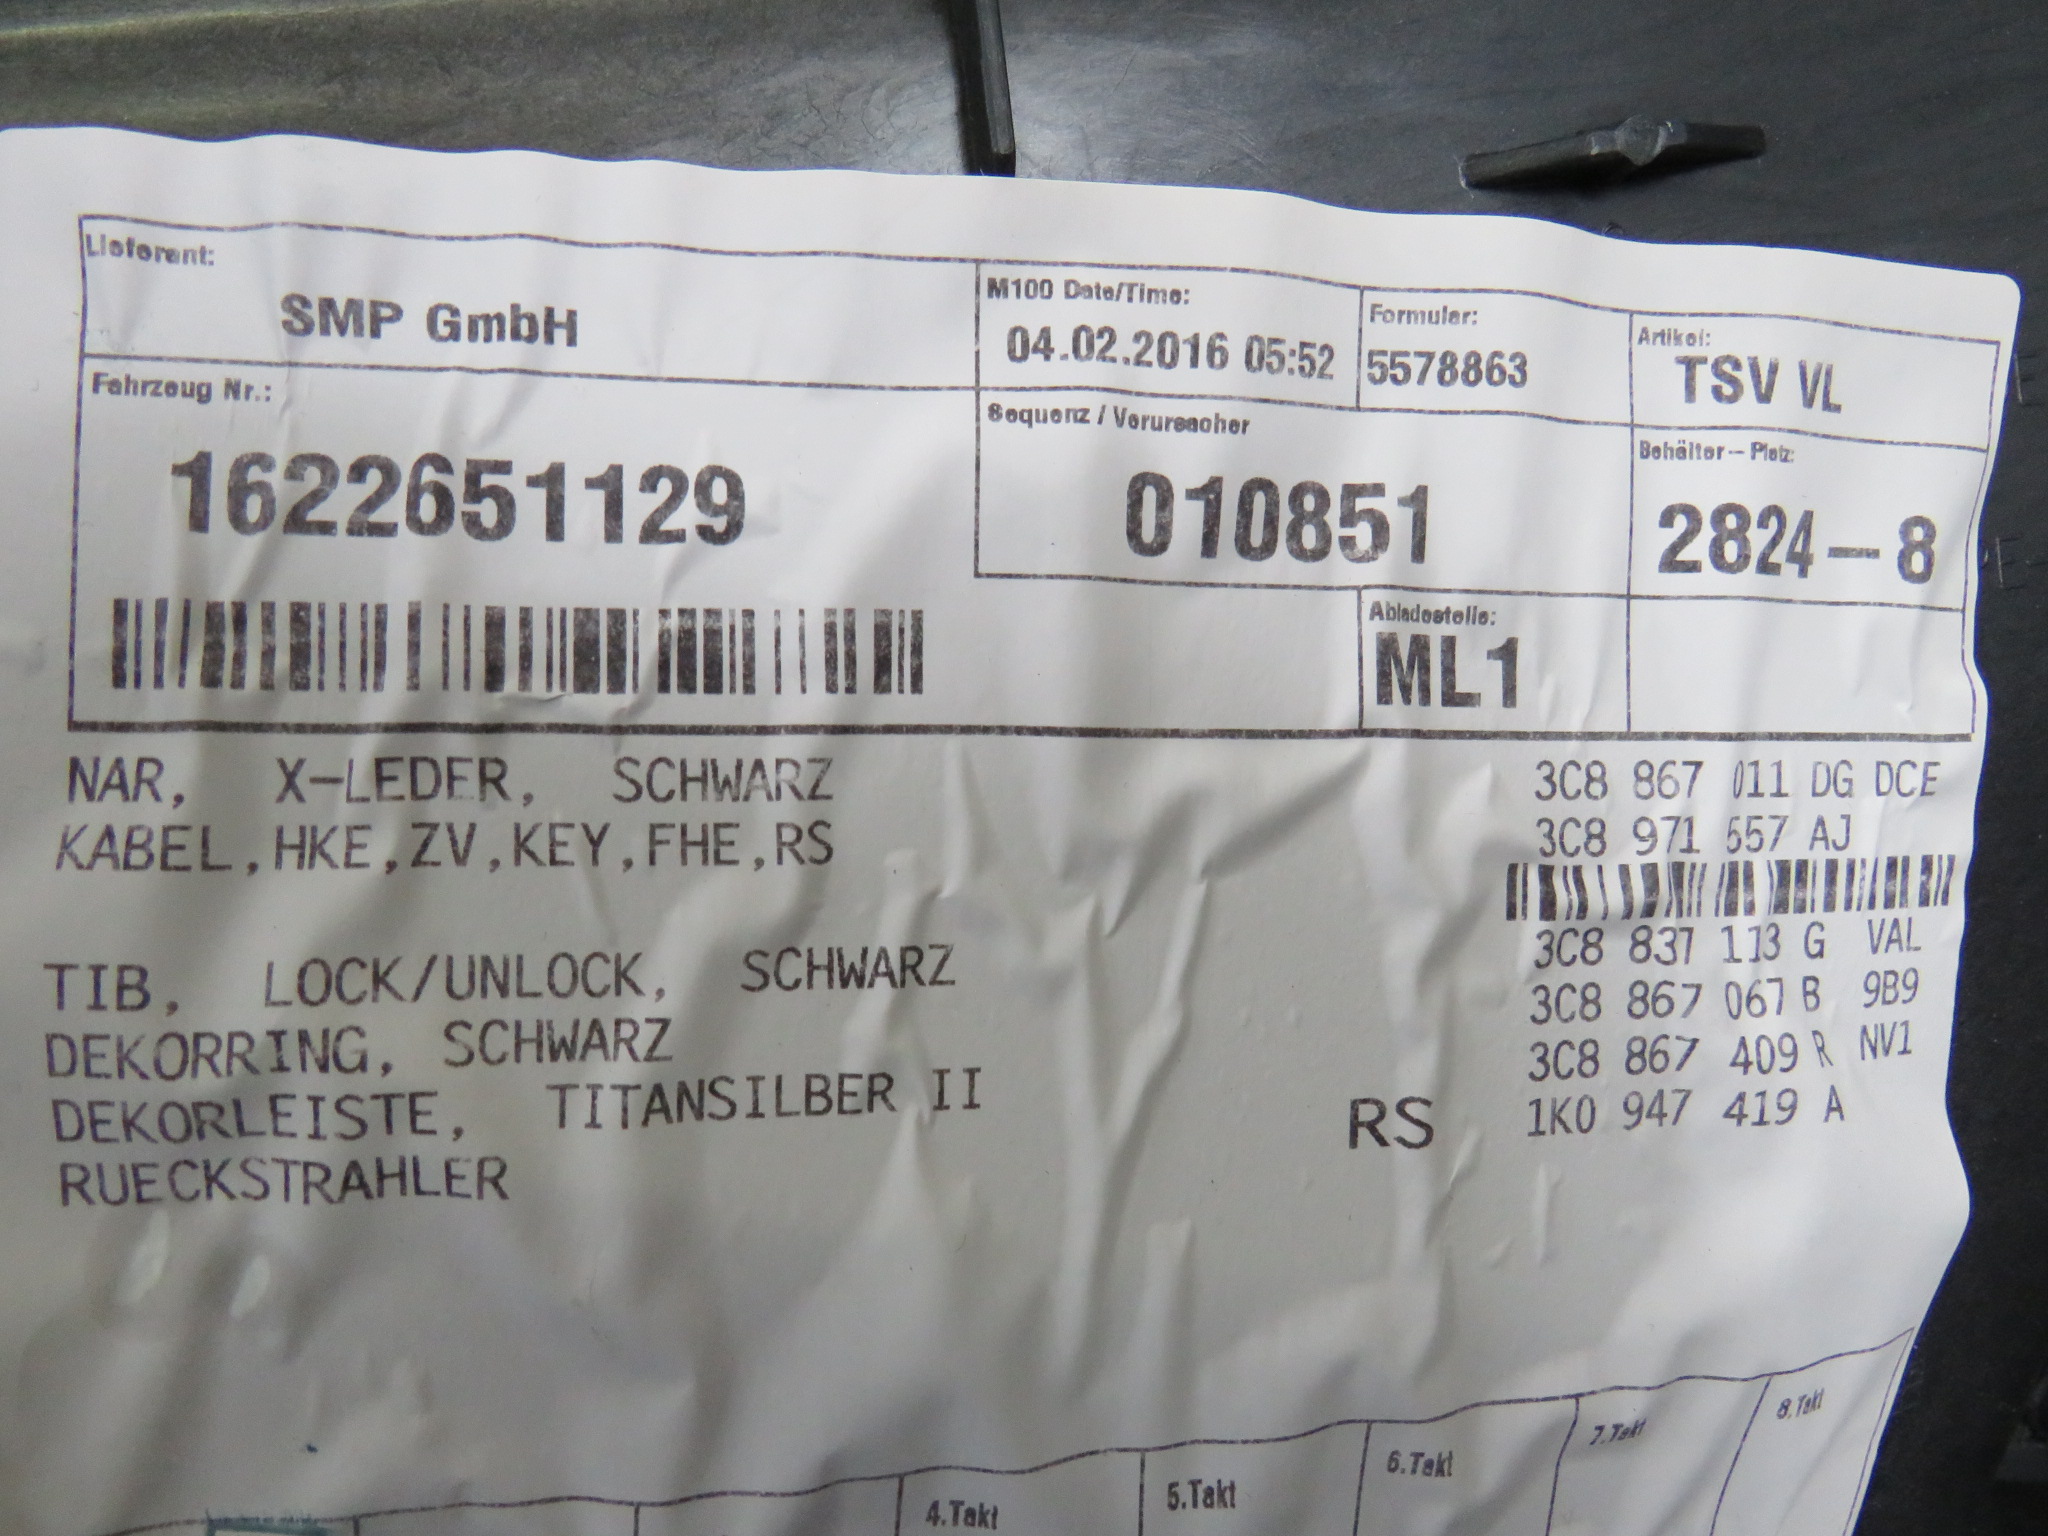 Lieferant:
SMP GmbH
M100 Date/Time:
04.02.2016 05:52
Formular:
5578863
Artikel:
TSV VL
Fahrzeug Nr.:
1622651129
Sequenz / Verursacher
010851
Behälter – Platz:
2824 – 8
Abladestelle:
ML1
NAR, X-LEDER, SCHWARZ 3C8 867 011 DG DCE
KABEL,HKE,ZV,KEY,FHE,RS 3C8 971 557 AJ
3C8 837 113 G VAL
TIB, LOCK/UNLOCK, SCHWARZ 3C8 867 067 B 9B9
DEKORRING, SCHWARZ 3C8 867 409 R NV1
DEKORLEISTE, TITANSILBER II RS 1K0 947 419 A
RUECKSTRAHLER
4.Takt
5.Takt
6.Takt
7.Takt
8.Takt